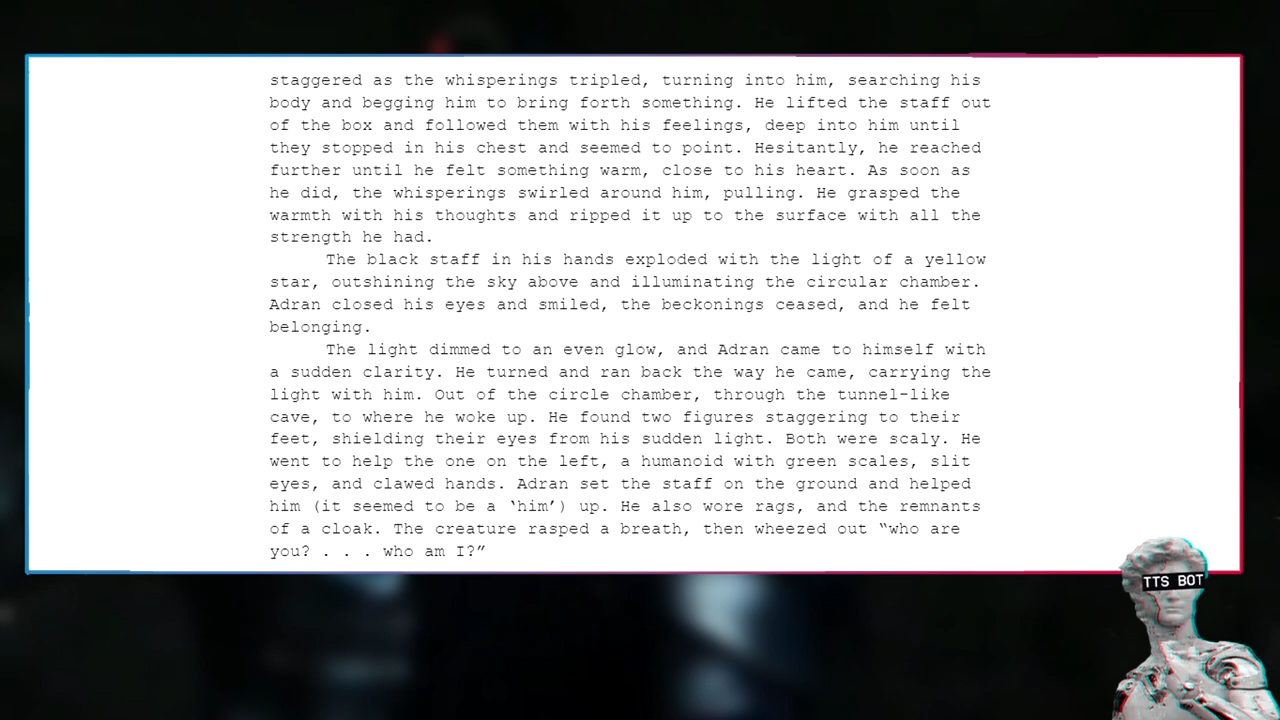 staggered as the whisperings tripled, turning into him, searching his
body and begging him to bring forth something. He lifted the staff out
of the box and followed them with his feelings, deep into him until
they stopped in his chest and seemed to point. Hesitantly, he reached
further until he felt something warm, close to his heart. As soon as
he did, the whisperings swirled around him, pulling. He grasped the
warmth with his thoughts and ripped it up to the surface with all the
strength he had.
The black staff in his hands exploded with the light of a yellow
star, outshining the sky above and illuminating the circular chamber.
Adran closed his eyes and smiled, the beckonings ceased, and he felt
belonging.
The light dimmed to an even glow, and Adran came to himself with
a sudden clarity. He turned and ran back the way he came, carrying the
light with him. Out of the circle chamber, through the tunnel-like
cave, to where he woke up. He found two figures staggering to their
feet, shielding their eyes from his sudden light. Both were scaly. He
went to help the one on the left, a humanoid with green scales, slit
eyes, and clawed hands. Adran set the staff on the ground and helped
him (it seemed to be a ‘him’) up. He also wore rags, and the remnants
of a cloak. The creature rasped a breath, then wheezed out “who are
you? . . . who am I?”
TTS BOT